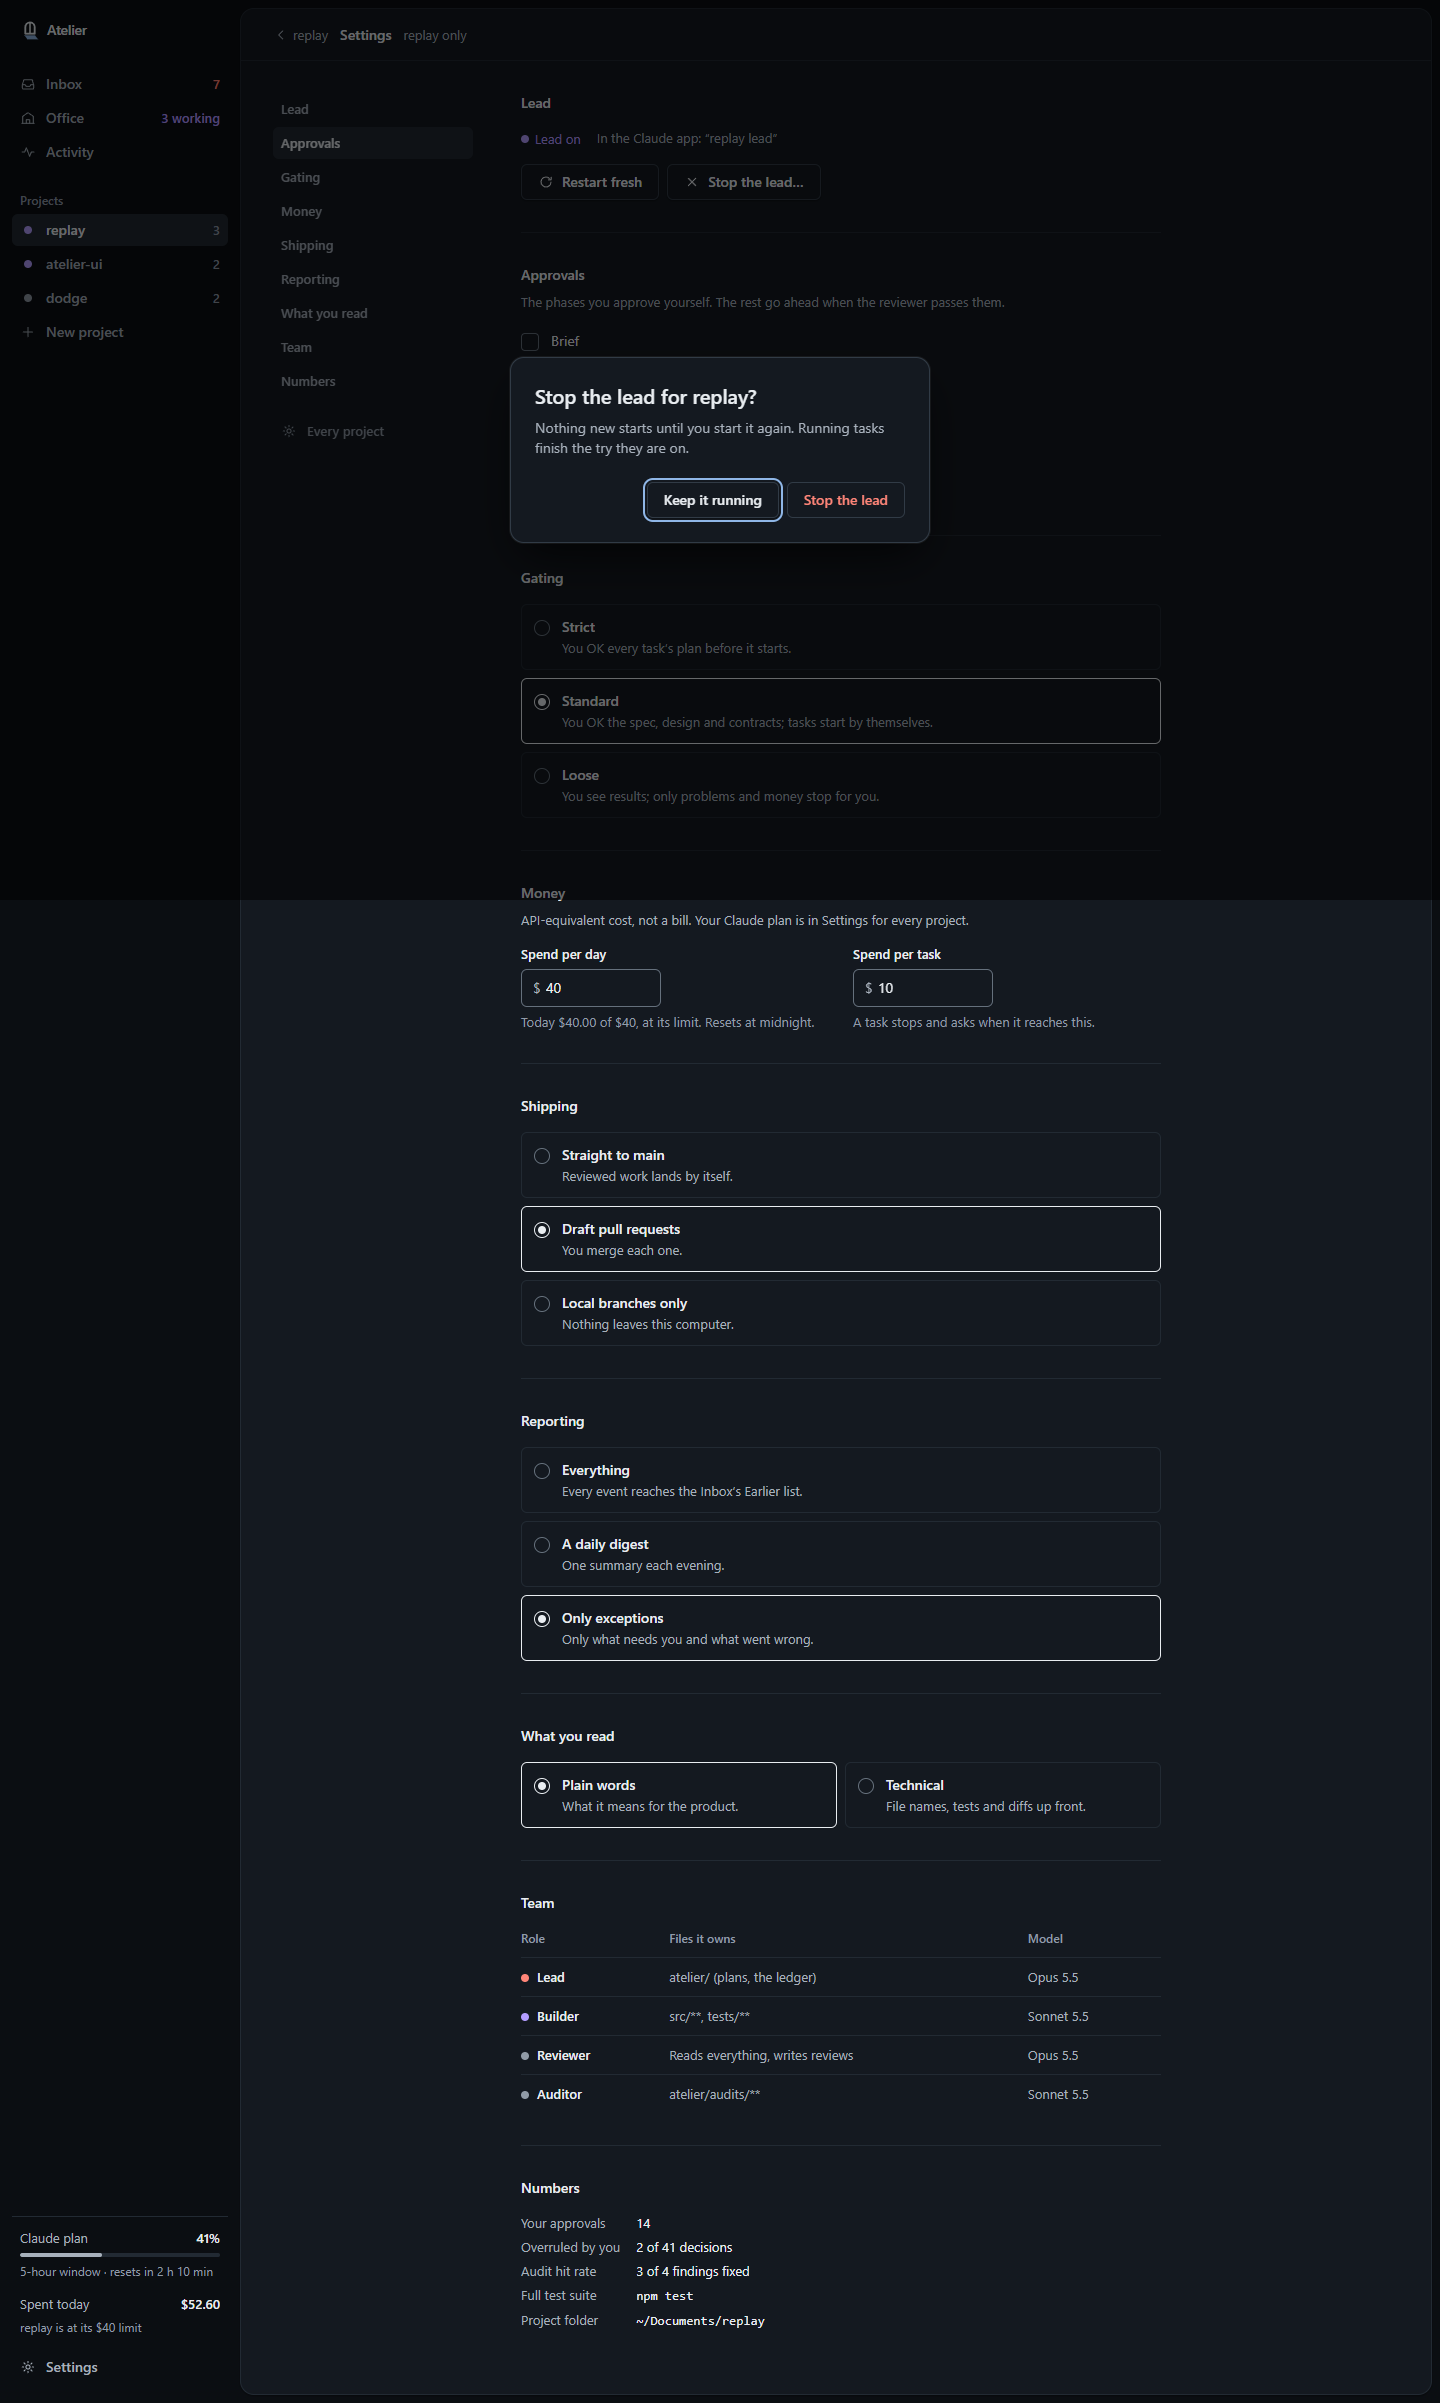 Atelier
Inbox 7
Office 3 working
Activity
Projects
replay 3
atelier-ui 2
dodge 2
New project
replay Settings replay only
Lead
Approvals
Gating
Money
Shipping
Reporting
What you read
Team
Numbers
Every project
Lead
Lead on In the Claude app: “replay lead”
Restart fresh
Stop the lead...
Approvals
The phases you approve yourself. The rest go ahead when the reviewer passes them.
Brief
Stop the lead for replay?
Nothing new starts until you start it again. Running tasks
finish the try they are on.
Keep it running
Stop the lead
Gating
Strict
You OK every task's plan before it starts.
Standard
You OK the spec, design and contracts; tasks start by themselves.
Loose
You see results; only problems and money stop for you.
Money
API-equivalent cost, not a bill. Your Claude plan is in Settings for every project.
Spend per day
$ 40
Today $40.00 of $40, at its limit. Resets at midnight.
Spend per task
$ 10
A task stops and asks when it reaches this.
Shipping
Straight to main
Reviewed work lands by itself.
Draft pull requests
You merge each one.
Local branches only
Nothing leaves this computer.
Reporting
Everything
Every event reaches the Inbox's Earlier list.
A daily digest
One summary each evening.
Only exceptions
Only what needs you and what went wrong.
What you read
Plain words
What it means for the product.
Technical
File names, tests and diffs up front.
Team
Role Files it owns Model
Lead atelier/ (plans, the ledger) Opus 5.5
Builder src/**, tests/** Sonnet 5.5
Reviewer Reads everything, writes reviews Opus 5.5
Auditor atelier/audits/** Sonnet 5.5
Numbers
Your approvals 14
Overruled by you 2 of 41 decisions
Audit hit rate 3 of 4 findings fixed
Full test suite npm test
Project folder ~/Documents/replay
Claude plan 41%
5-hour window · resets in 2 h 10 min
Spent today $52.60
replay is at its $40 limit
Settings